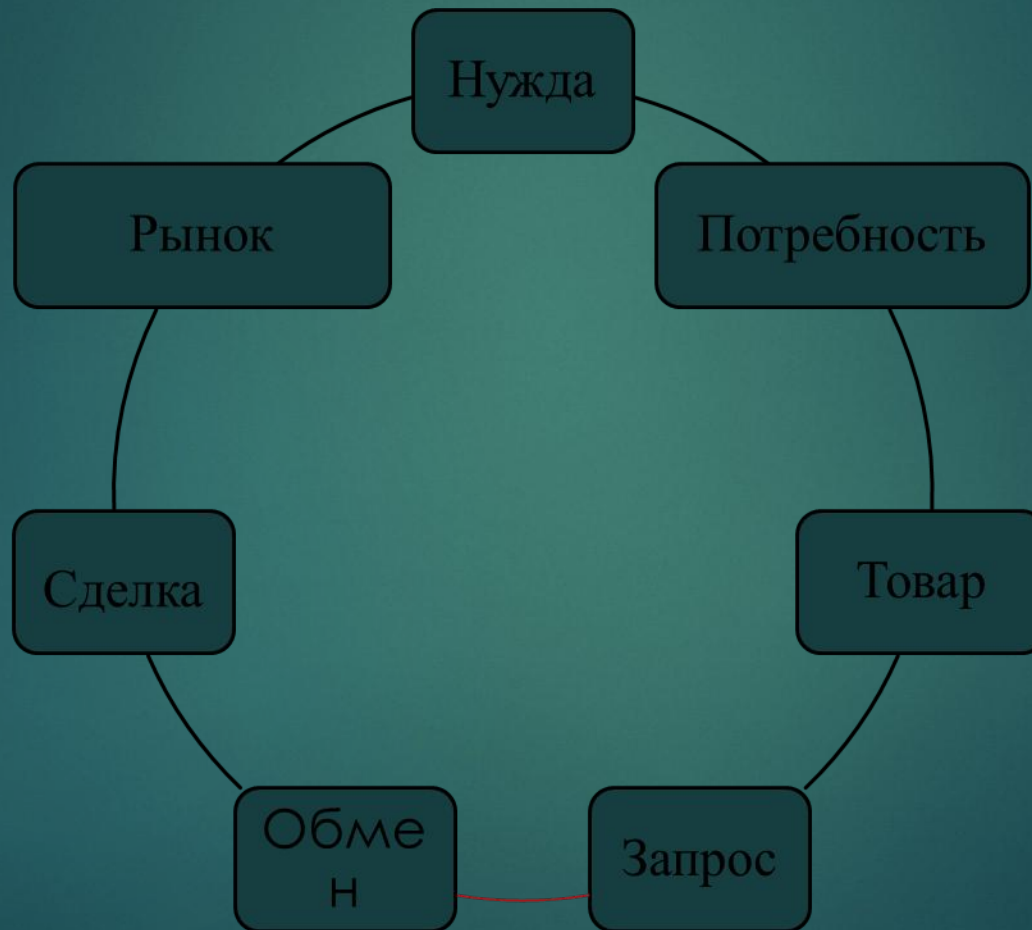 Нужда
Рынок
Потребность
Сделка
Товар
Обме
н
Запрос